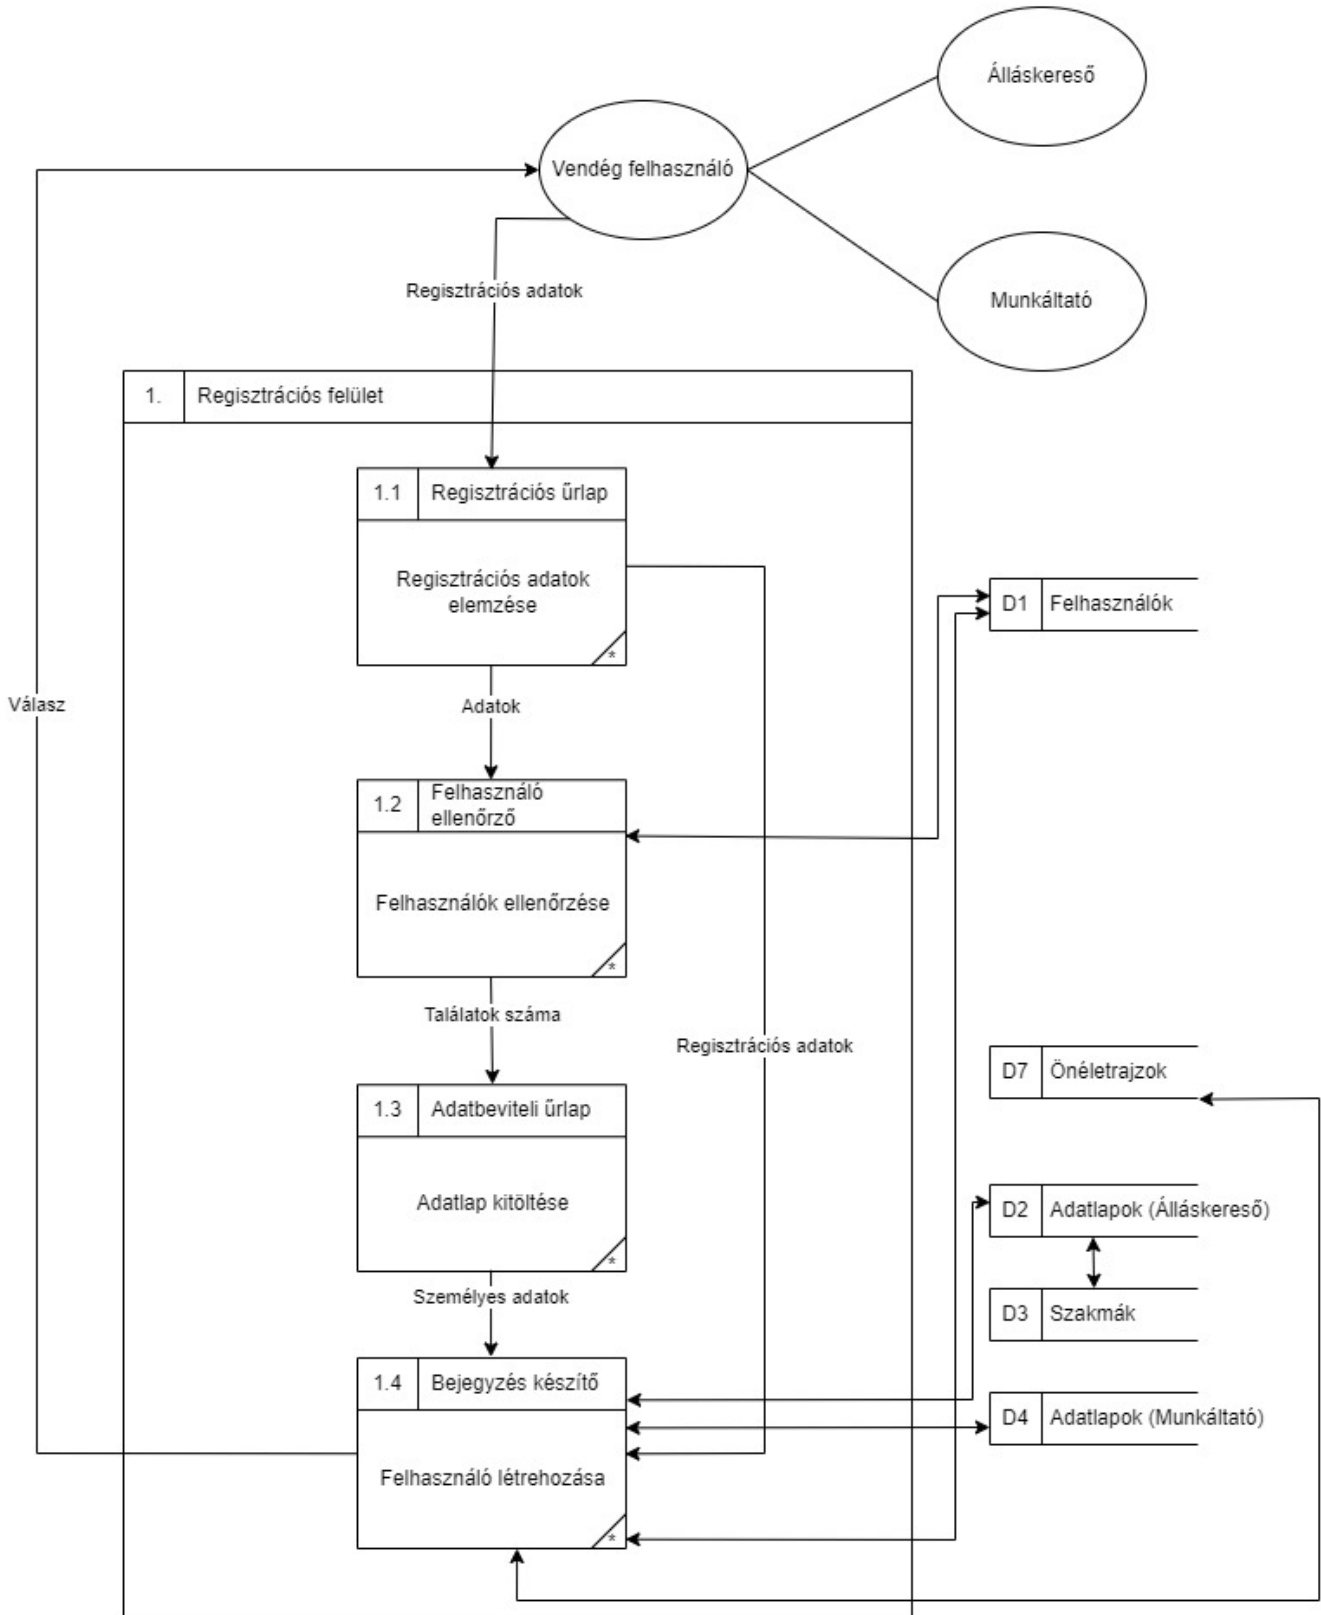 Álláskereső
Vendég felhasználó
Munkáltató
Regisztrációs adatok
1.
Regisztrációs felület
1.1
Regisztrációs űrlap
Regisztrációs adatok
elemzése
*
D1
Felhasználók
Válasz
Adatok
1.2
Felhasználó
ellenőrző
Felhasználók ellenőrzése
*
Találatok száma
Regisztrációs adatok
D7
Önéletrajzok
1.3
Adatbeviteli űrlap
Adatlap kitöltése
*
D2
Adatlapok (Álláskereső)
Személyes adatok
D3
Szakmák
1.4
Bejegyzés készítő
D4
Adatlapok (Munkáltató)
Felhasználó létrehozása
*